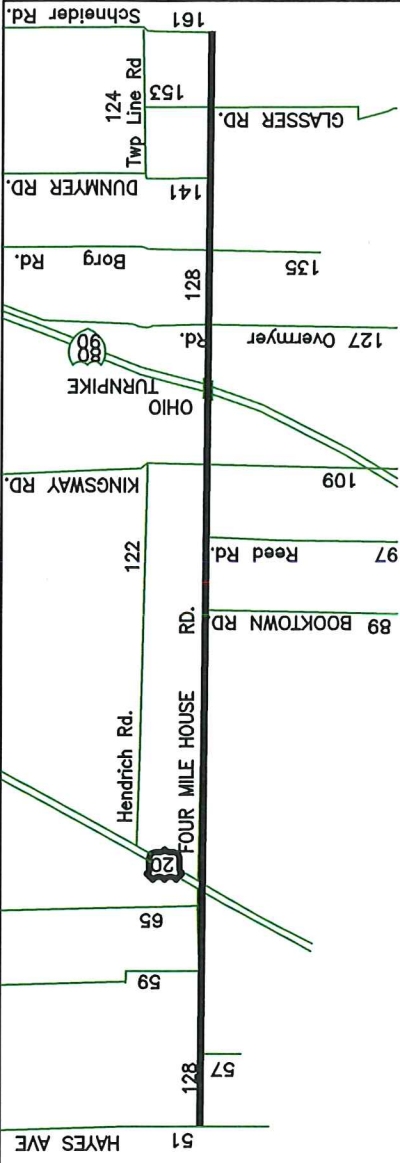 Schneider Rd. 161
124
Twp Line Rd
153
GLASSER RD.
DUNMYER RD.
141
Borg Rd.
128
135
127 Overmyer Rd.
80
90
OHIO
TURNPIKE
KINGSWAY RD.
109
122
97 Reed Rd.
89 BOOKTOWN RD.
Hendrich Rd.
FOUR MILE HOUSE RD.
20
65
59
128
57
HAYES AVE 51